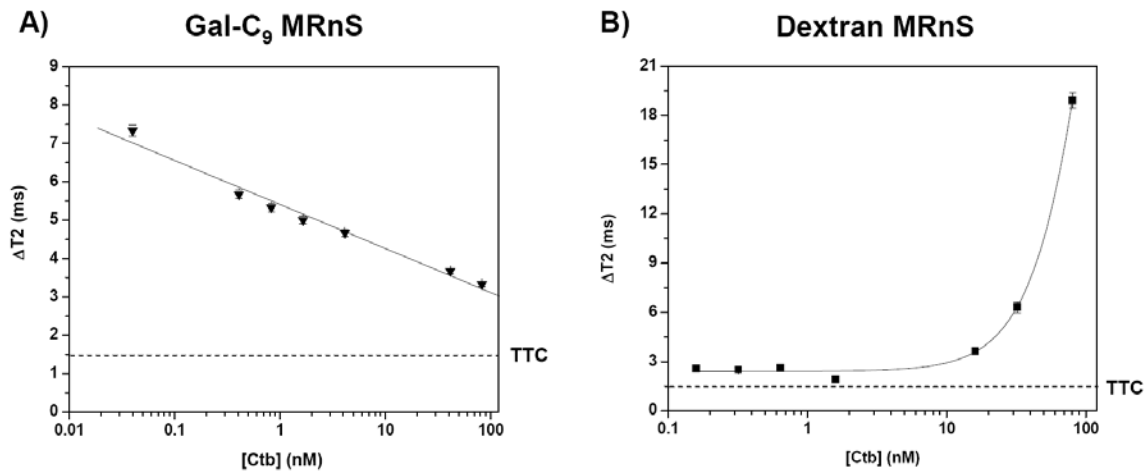 A) Gal-C9 MRnS
9
8
7
6
5
4
3
2
1
0
ΔT2 (ms)
TTC
0.01 0.1 1 10 100
[Ctb] (nM)
B) Dextran MRnS
21
18
15
12
9
6
3
0
ΔT2 (ms)
TTC
0.1 1 10 100
[Ctb] (nM)